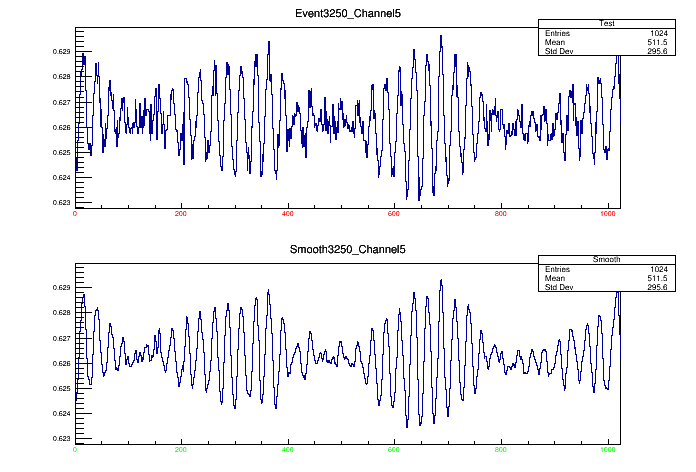 Event3250_Channel5
Test
Entries 1024
Mean 511.5
Std Dev 295.6
0.629
0.628
0.627
0.626
0.625
0.624
0.623
0 200 400 600 800 1000
Smooth3250_Channel5
Smooth
Entries 1024
Mean 511.5
Std Dev 295.6
0.629
0.628
0.627
0.626
0.625
0.624
0.623
0 200 400 600 800 1000